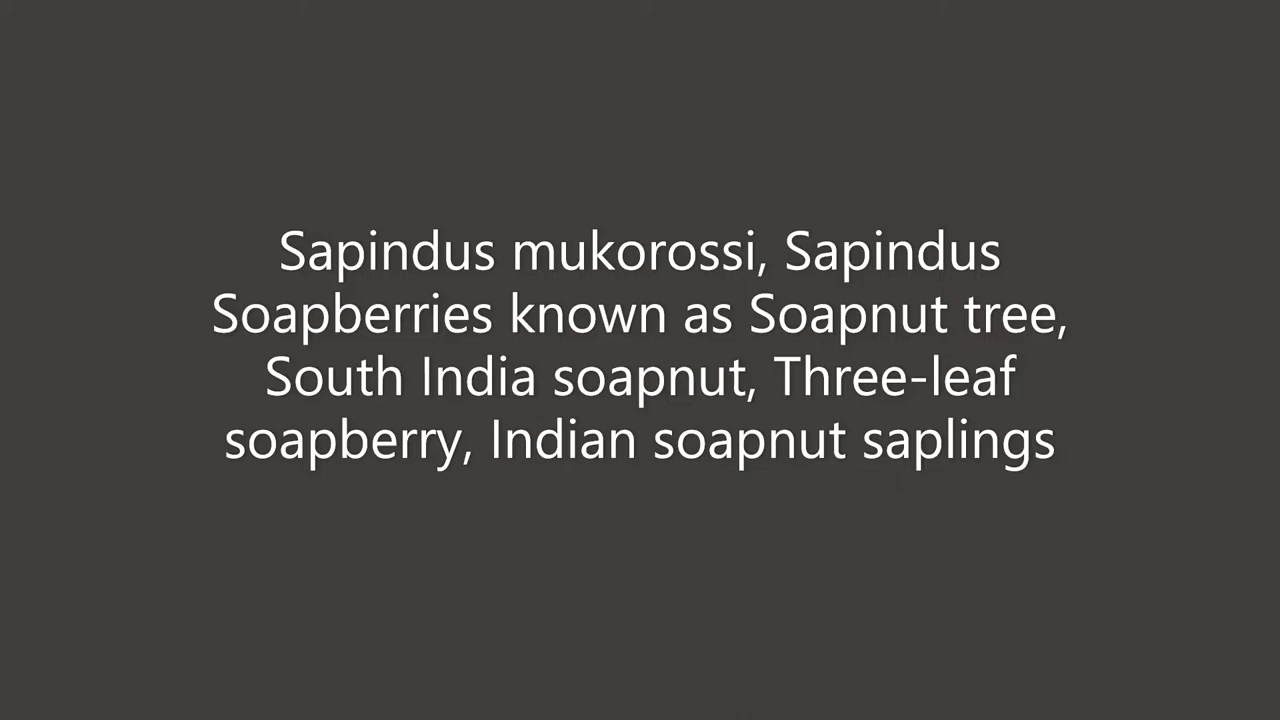 Sapindus mukorossi, Sapindus
Soapberries known as Soapnut tree,
South India soapnut, Three-leaf
soapberry, Indian soapnut saplings